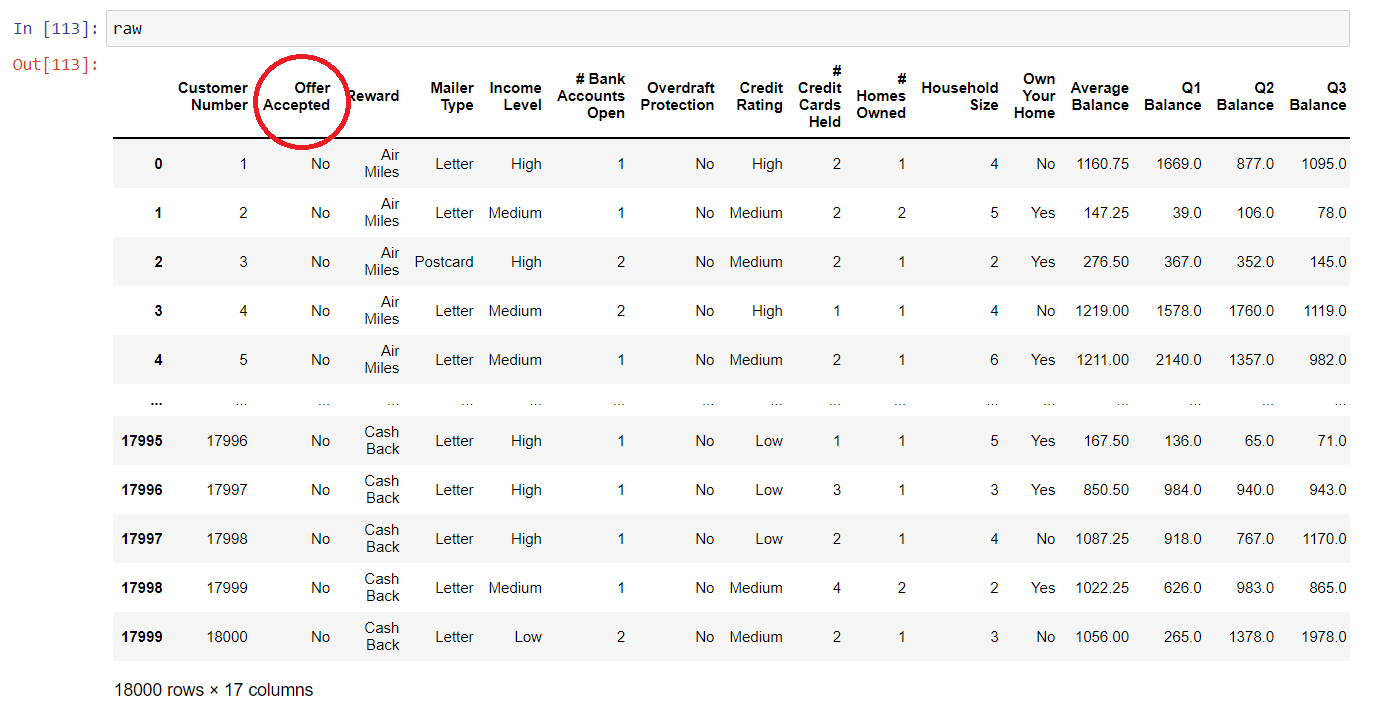 In [113]: raw
Out[113]:
Customer Number Offer Accepted Reward Mailer Type Income Level # Bank Accounts Open Overdraft Protection Credit Rating # Credit Cards Held # Homes Owned Household Size Own Your Home Average Balance Q1 Balance Q2 Balance Q3 Balance
0 1 No Air Miles Letter High 1 No High 2 1 4 No 1160.75 1669.0 877.0 1095.0
1 2 No Air Miles Letter Medium 1 No Medium 2 2 5 Yes 147.25 39.0 106.0 78.0
2 3 No Air Miles Postcard High 2 No Medium 2 1 2 Yes 276.50 367.0 352.0 145.0
3 4 No Air Miles Letter Medium 2 No High 1 1 4 No 1219.00 1578.0 1760.0 1119.0
4 5 No Air Miles Letter Medium 1 No Medium 2 1 6 Yes 1211.00 2140.0 1357.0 982.0
... ... ... ... ... ... ... ... ... ... ... ... ... ... ... ... ...
17995 17996 No Cash Back Letter High 1 No Low 1 1 5 Yes 167.50 136.0 65.0 71.0
17996 17997 No Cash Back Letter High 1 No Low 3 1 3 Yes 850.50 984.0 940.0 943.0
17997 17998 No Cash Back Letter High 1 No Low 2 1 4 No 1087.25 918.0 767.0 1170.0
17998 17999 No Cash Back Letter Medium 1 No Medium 4 2 2 Yes 1022.25 626.0 983.0 865.0
17999 18000 No Cash Back Letter Low 2 No Medium 2 1 3 No 1056.00 265.0 1378.0 1978.0
18000 rows × 17 columns